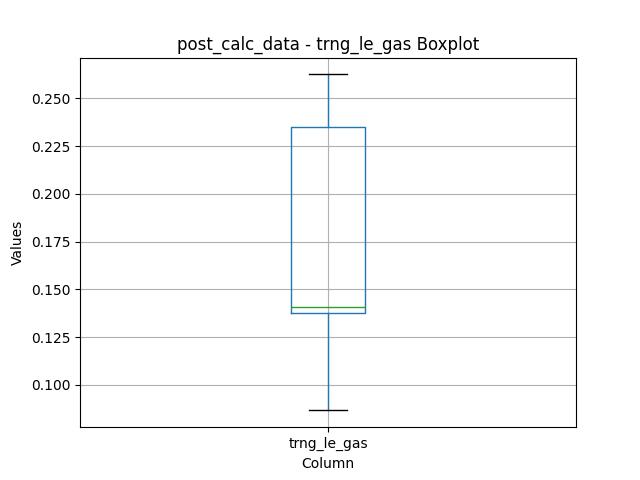 post_calc_data - trng_le_gas Boxplot
0.250
0.225
0.200
0.175
0.150
0.125
0.100
Values
trng_le_gas
Column